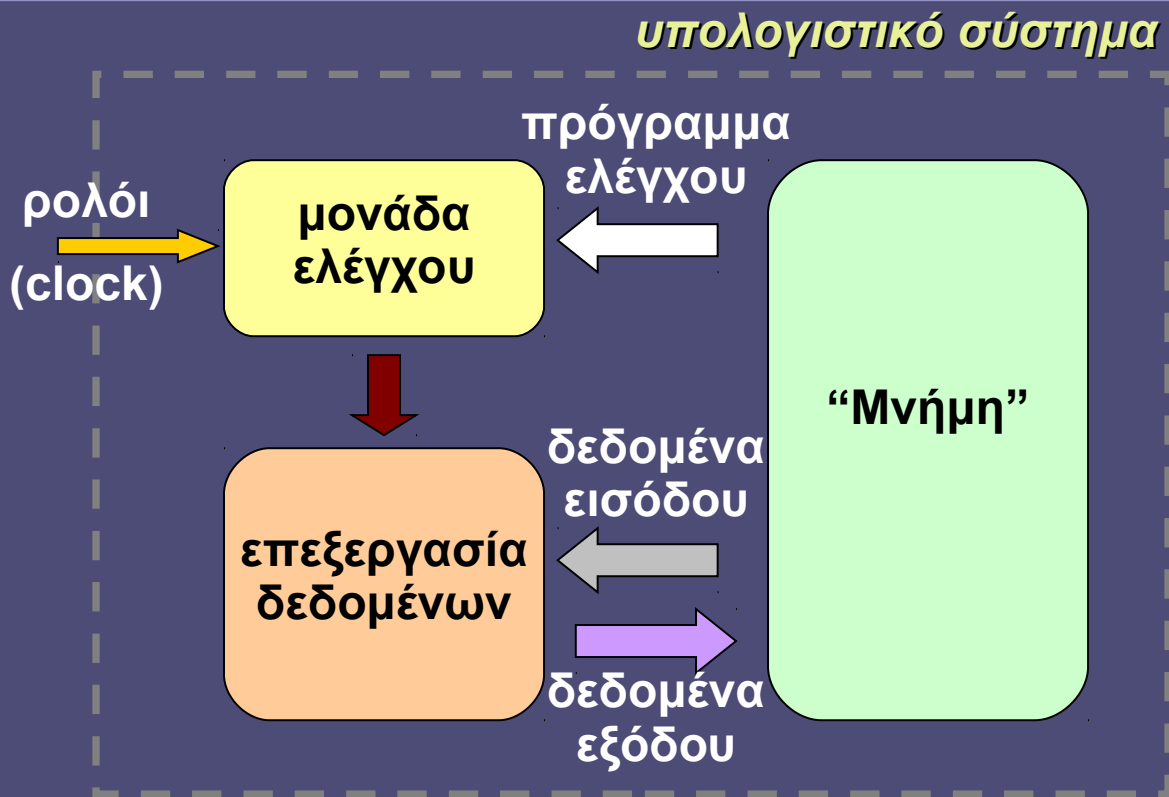 υπολογιστικό σύστημα
πρόγραμμα
ελέγχου
ρολόι
(clock)
μονάδα
ελέγχου
“Μνήμη”
δεδομένα
εισόδου
επεξεργασία
δεδομένων
δεδομένα
εξόδου